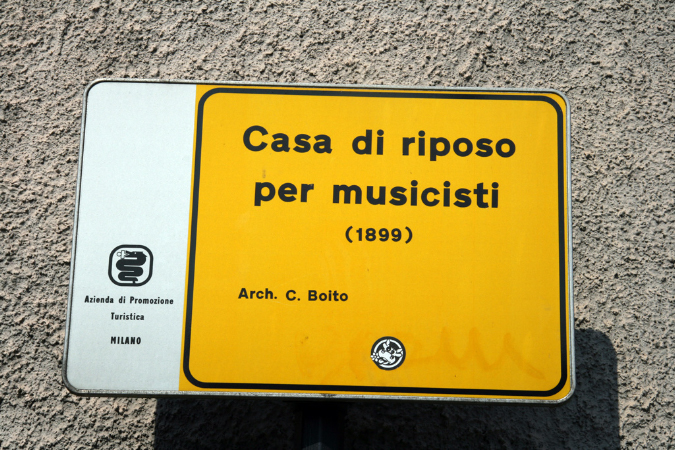 Casa di riposo
per musicisti
(1899)
Arch. C. Boito
Azienda di Promozione
Turistica
MILANO